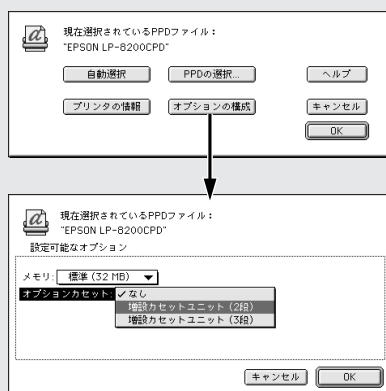 現在選択されているPPDファイル：
"EPSON LP-8200CPD"
自動選択 PPDの選択... ヘルプ
プリンタの情報 オプションの構成 キャンセル
OK
現在選択されているPPDファイル：
"EPSON LP-8200CPD"
設定可能なオプション
メモリ: 標準 (32 MB)
オプションカセット: ✓なし
増設カセットユニット (2段)
増設カセットユニット (3段)
キャンセル OK